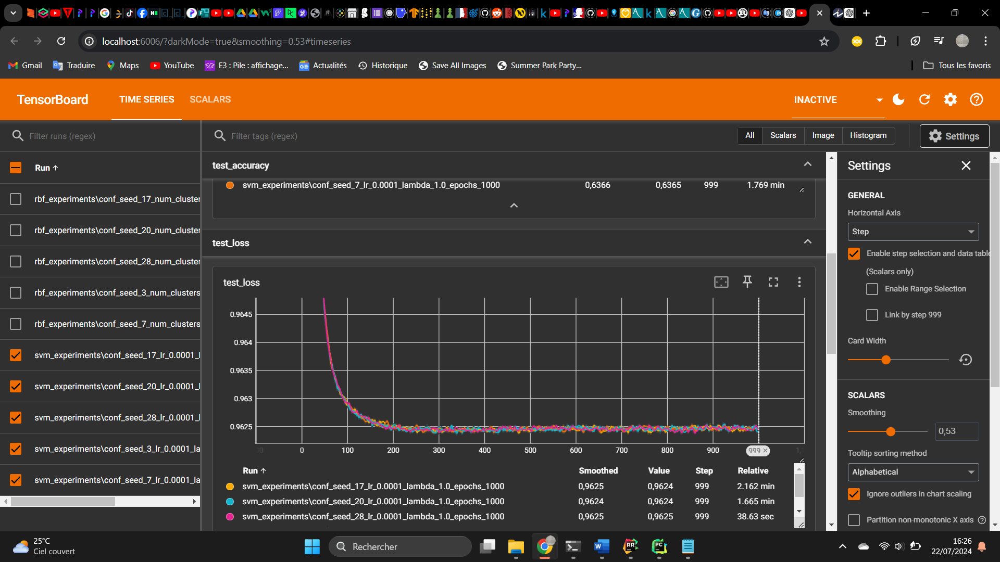 localhost:6006/?darkMode=true&smoothing=0.53#timeseries
Gmail
Traduire
Maps
YouTube
E3 : Pile : affichage...
Actualités
Historique
Save All Images
Summer Park Party...
Tous les favoris
TensorBoard
TIME SERIES
SCALARS
INACTIVE
Filter runs (regex)
Filter tags (regex)
All
Scalars
Image
Histogram
Settings
Run ↑
rbf_experiments\conf_seed_17_num_cluster
rbf_experiments\conf_seed_20_num_cluster
rbf_experiments\conf_seed_28_num_cluster
rbf_experiments\conf_seed_3_num_clusters
rbf_experiments\conf_seed_7_num_clusters
svm_experiments\conf_seed_17_lr_0.0001_l
svm_experiments\conf_seed_20_lr_0.0001_l
svm_experiments\conf_seed_28_lr_0.0001_l
svm_experiments\conf_seed_3_lr_0.0001_la
svm_experiments\conf_seed_7_lr_0.0001_la
test_accuracy
svm_experiments\conf_seed_7_lr_0.0001_lambda_1.0_epochs_1000 0,6366 0,6365 999 1.769 min
test_loss
test_loss
0.9645
0.964
0.9635
0.963
0.9625
0 100 200 300 400 500 600 700 800 900 999 ×
Run ↑ Smoothed Value Step Relative
svm_experiments\conf_seed_17_lr_0.0001_lambda_1.0_epochs_1000 0,9625 0,9624 999 2.162 min
svm_experiments\conf_seed_20_lr_0.0001_lambda_1.0_epochs_1000 0,9624 0,9624 999 1.665 min
svm_experiments\conf_seed_28_lr_0.0001_lambda_1.0_epochs_1000 0,9625 0,9625 999 38.63 sec
Settings
GENERAL
Horizontal Axis
Step
Enable step selection and data table
(Scalars only)
Enable Range Selection
Link by step 999
Card Width
SCALARS
Smoothing
0,53
Tooltip sorting method
Alphabetical
Ignore outliers in chart scaling
Partition non-monotonic X axis
25°C
Ciel couvert
Rechercher
16:26
22/07/2024